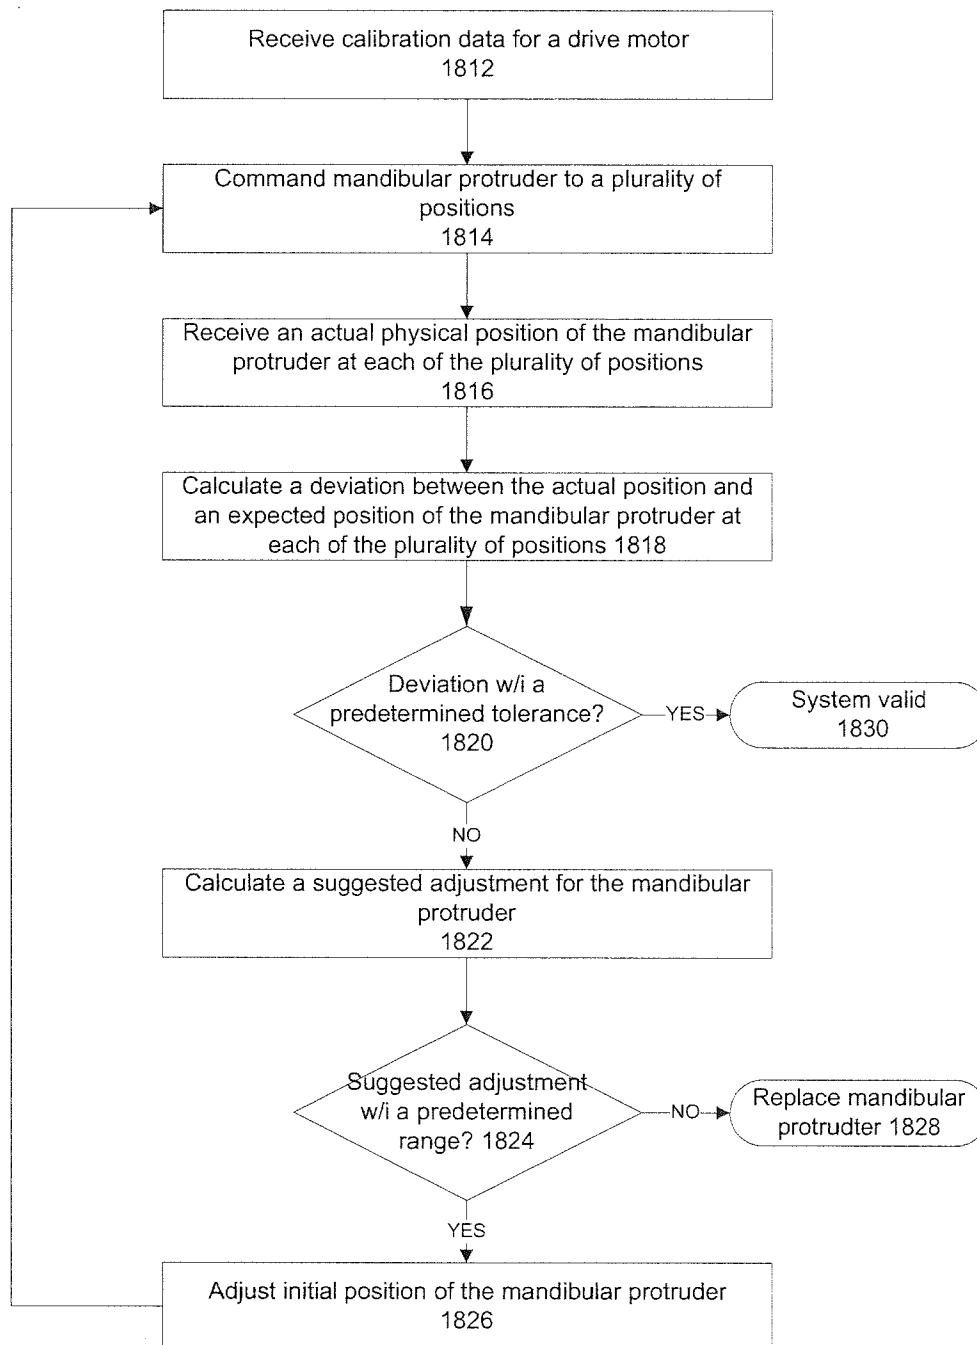 Receive calibration data for a drive motor
1812
Command mandibular protruder to a plurality of
positions
1814
Receive an actual physical position of the mandibular
protruder at each of the plurality of positions
1816
Calculate a deviation between the actual position and
an expected position of the mandibular protruder at
each of the plurality of positions 1818
Deviation w/i a
predetermined tolerance?
1820
YES
System valid
1830
NO
Calculate a suggested adjustment for the mandibular
protruder
1822
Suggested adjustment
w/i a predetermined
range? 1824
NO
Replace mandibular
protrudter 1828
YES
Adjust initial position of the mandibular protruder
1826